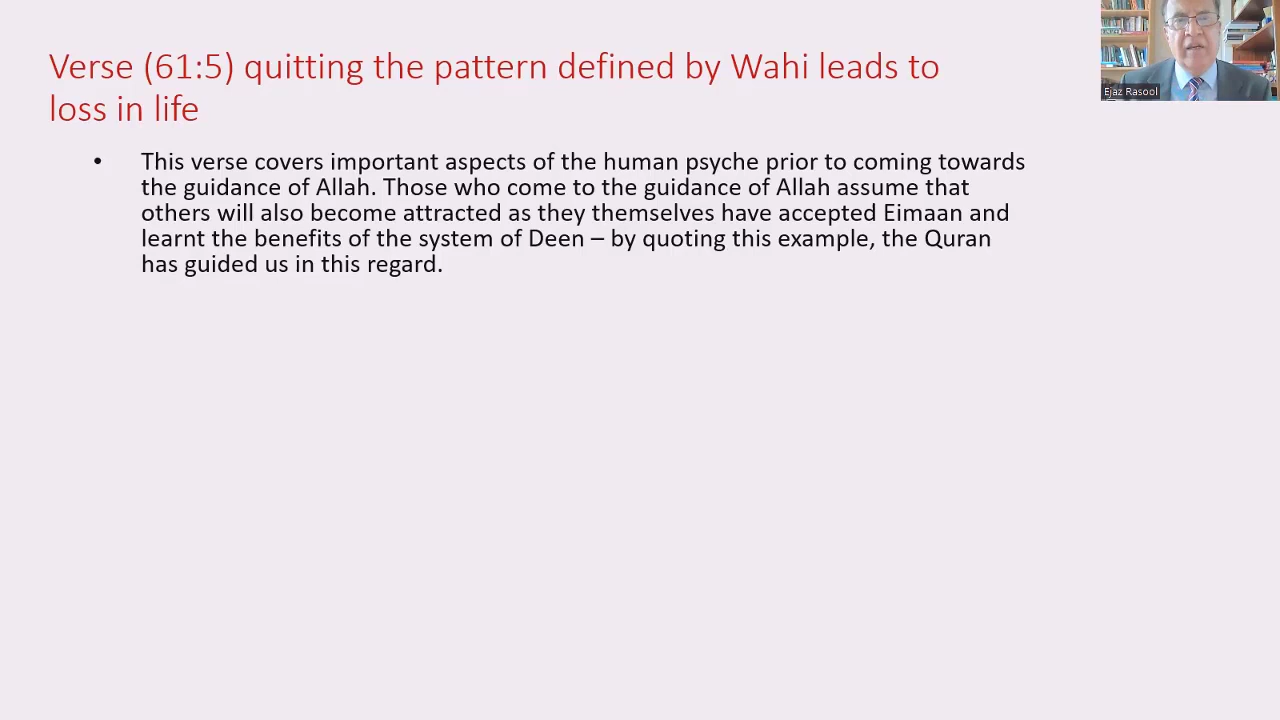 Verse (61:5) quitting the pattern defined by Wahi leads to
loss in life
Ejaz Rasool
• This verse covers important aspects of the human psyche prior to coming towards
the guidance of Allah. Those who come to the guidance of Allah assume that
others will also become attracted as they themselves have accepted Eimaan and
learnt the benefits of the system of Deen – by quoting this example, the Quran
has guided us in this regard.